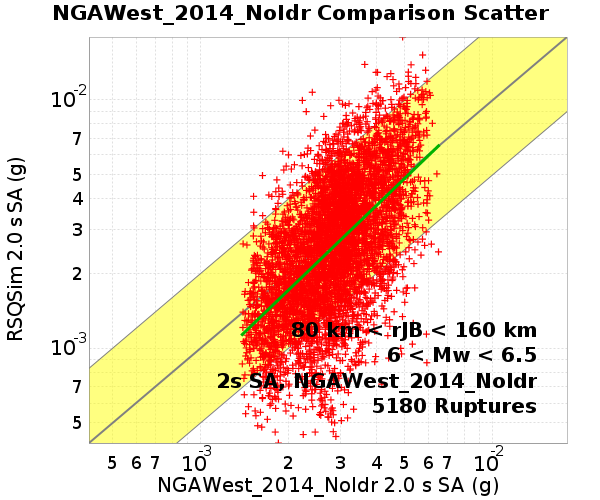 NGAWest_2014_NoIdr Comparison Scatter
RSQSim 2.0 s SA (g)
10-2
7
5
4
3
2
10-3
7
5
80 km < rJB < 160 km
6 < Mw < 6.5
2s SA, NGAWest_2014_NoIdr
5180 Ruptures
5 6 7 10-3 2 3 4 5 6 7 10-2
NGAWest_2014_NoIdr 2.0 s SA (g)